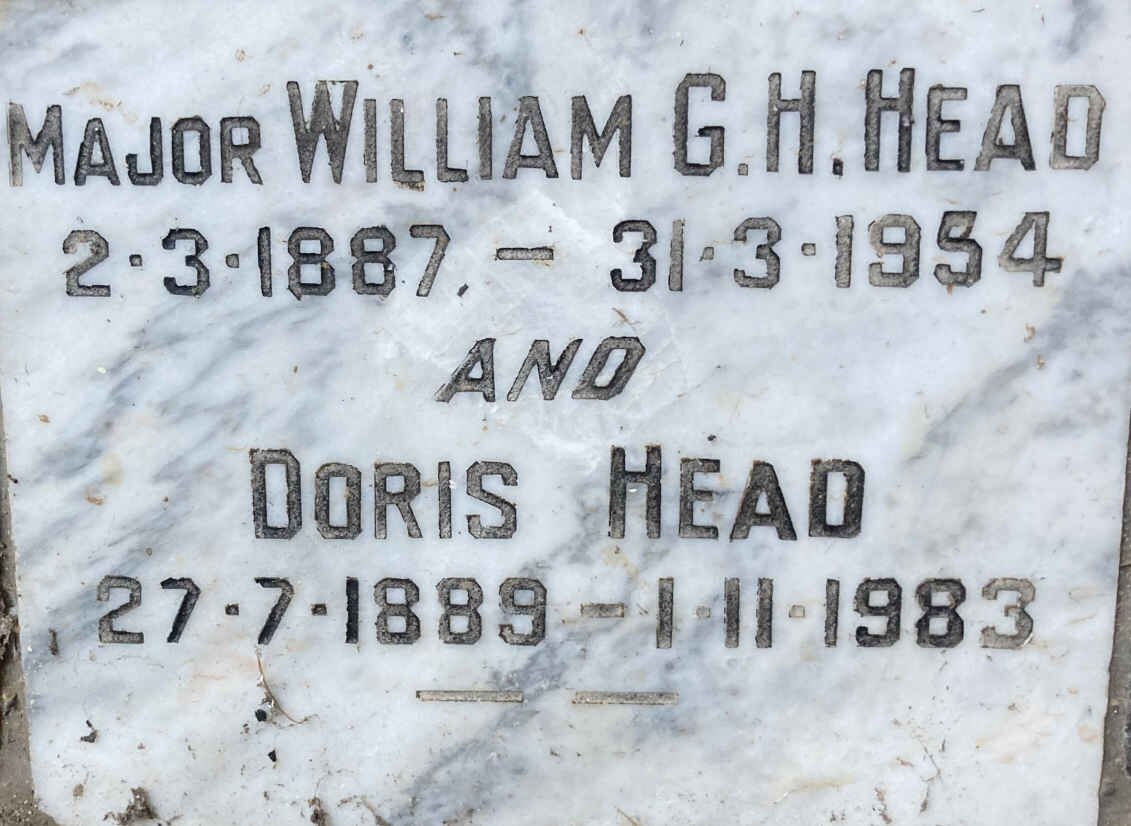 MAJOR WILLIAM G.H. HEAD
2·3·1887 – 31·3·1954
AND
DORIS HEAD
27·7·1889 – 1·11·1983